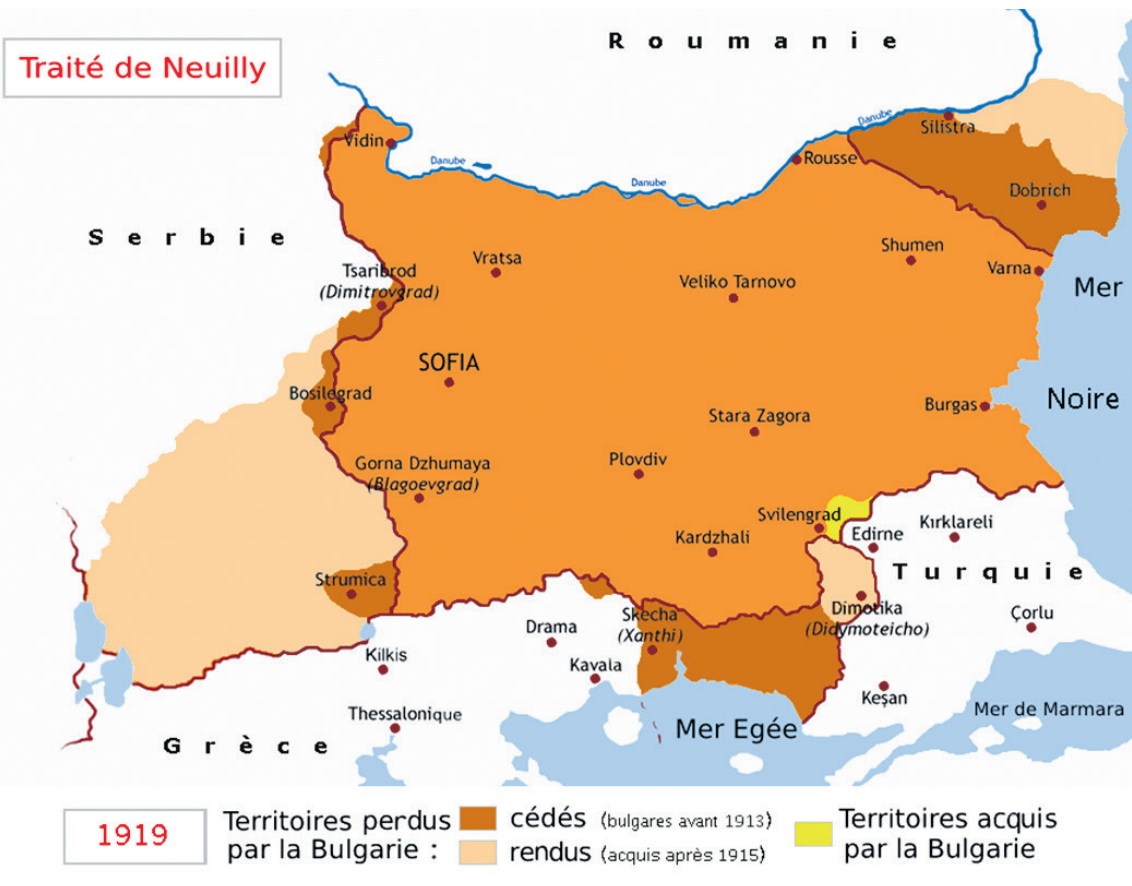 Traité de Neuilly
Roumanie
Danube
Silistra
Vidin
Danube
Rousse
Danube
Dobrich
Serbie
Shumen
Vratsa
Varna
Tsaribrod
(Dimitrovgrad)
Veliko Tarnovo
Mer
SOFIA
Bosilegrad
Noire
Burgas
Stara Zagora
Gorna Dzhumaya
(Blagoevgrad)
Plovdiv
Svilengrad
Kırklareli
Edirne
Kardzhali
Turquie
Strumica
Dimotika
(Didymoteicho)
Skecha
(Xanthi)
Çorlu
Drama
Kilkis
Kavala
Keşan
Thessalonique
Mer de Marmara
Mer Egée
Grèce
1919
Territoires perdus
par la Bulgarie :
cédés (bulgares avant 1913)
rendus (acquis après 1915)
Territoires acquis
par la Bulgarie